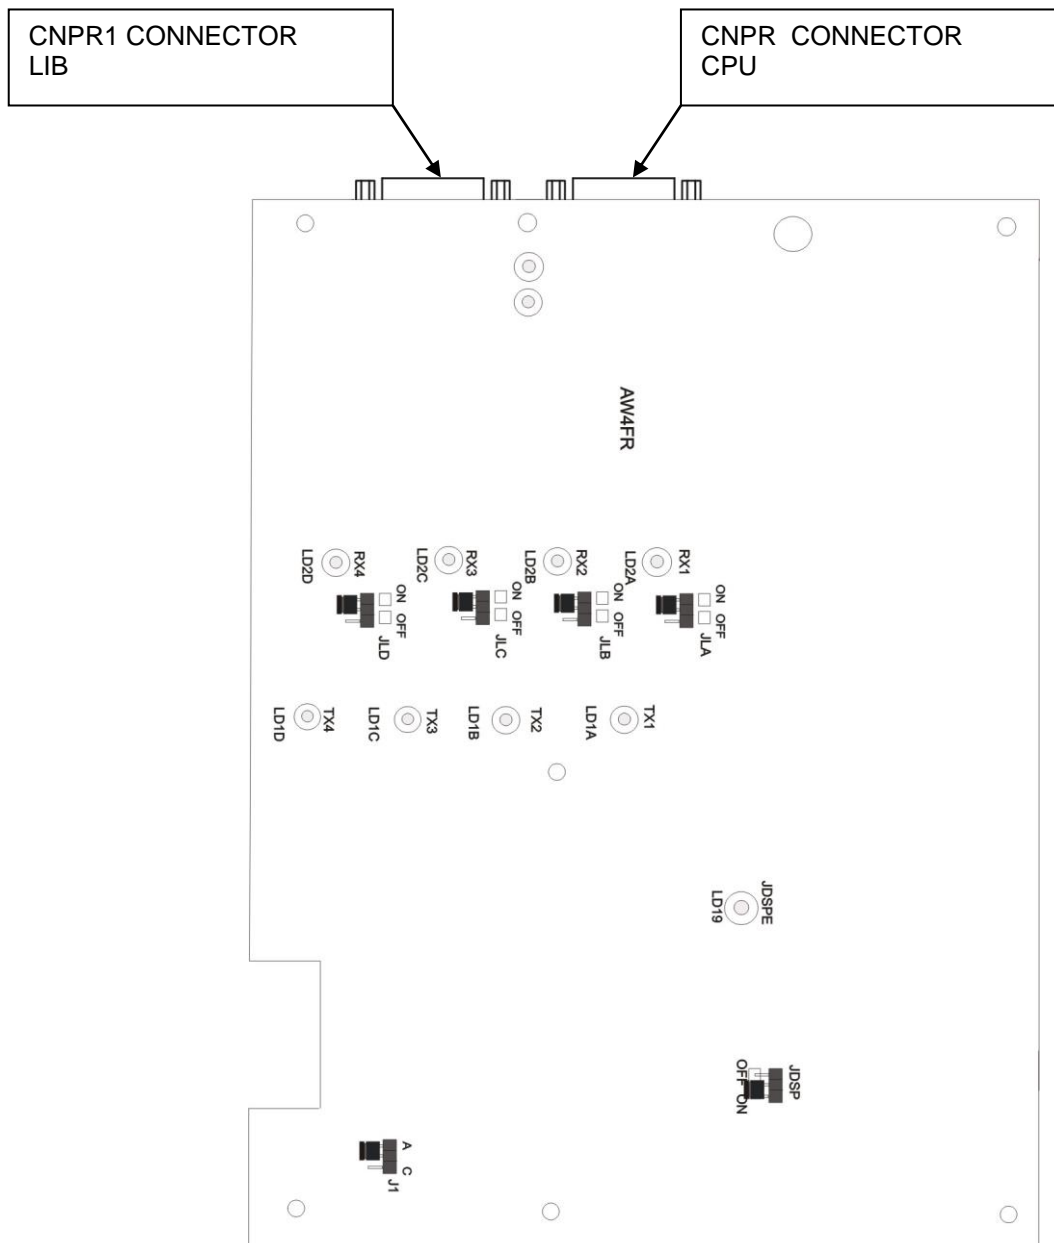 CNPR1 CONNECTOR
LIB
CNPR CONNECTOR
CPU
AW4FR
LD2D
RX4
LD2C
RX3
LD2B
RX2
LD2A
RX1
ON
OFF
JLD
ON
OFF
JLC
ON
OFF
JLB
ON
OFF
JLA
LD1D
TX4
LD1C
TX3
LD1B
TX2
LD1A
TX1
LD19
JDSPE
OFF
ON
JDSP
A
C
J1